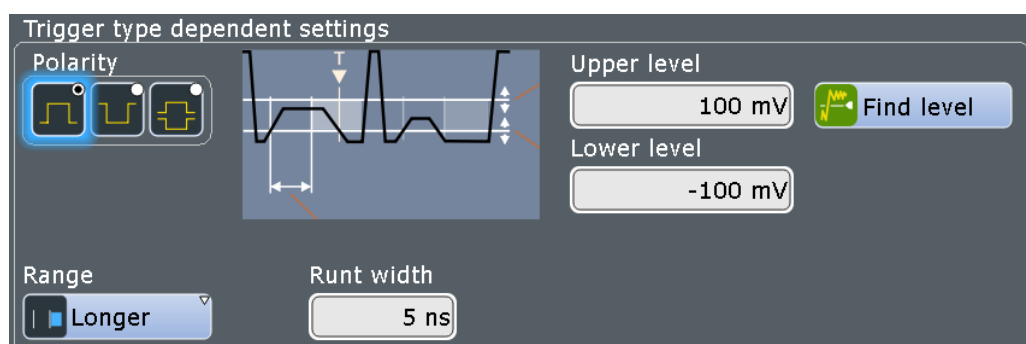 Trigger type dependent settings
Polarity
T
Upper level
100 mV
Find level
N
Lower level
-100 mV
Range
Longer
Runt width
5 ns